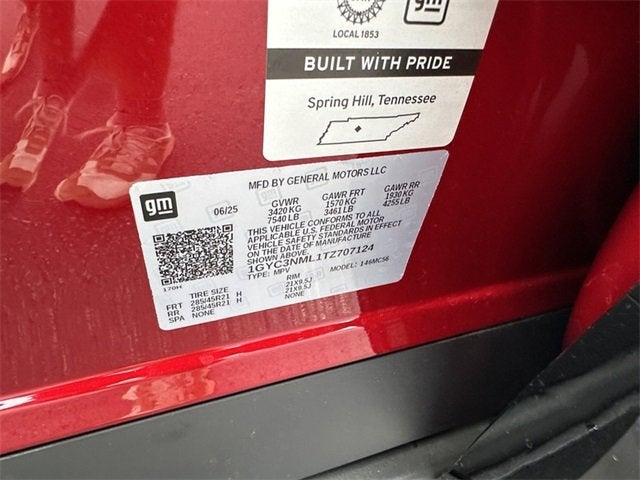 gm
LOCAL 1853
BUILT WITH PRIDE
Spring Hill, Tennessee
MFD BY GENERAL MOTORS LLC
gm
06/25
GVWR GAWR FRT GAWR RR
3420 KG 1570 KG 1930 KG
7540 LB 3461 LB 4255 LB
THIS VEHICLE CONFORMS TO ALL
APPLICABLE U.S. FEDERAL MOTOR
VEHICLE SAFETY STANDARDS IN EFFECT
ON THE DATE OF MANUFACTURE
SHOWN ABOVE.
1GYC3NML1TZ707124
TYPE: MPV MODEL: 146MC56
170H
TIRE SIZE RIM
FRT 285/45R21 H 21X9.5J
RR 285/45R21 H 21X9.5J
SPA NONE NONE